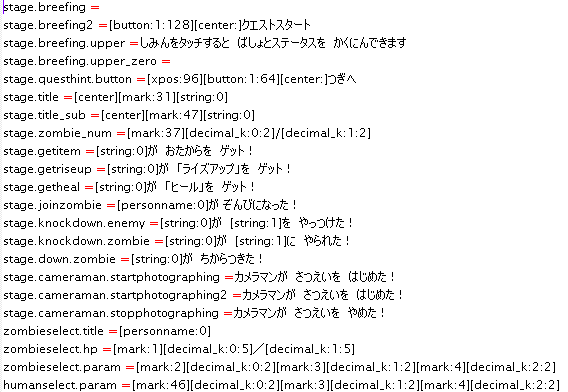 stage.breefing =
stage.breefing2 =[button:1:128][center:]クエストスタート
stage.breefing.upper =しみんをタッチすると ばしょとステータスを かくにんできます
stage.breefing.upper_zero =
stage.questhint.button =[xpos:96][button:1:64][center:]つぎへ
stage.title =[center][mark:31][string:0]
stage.title_sub =[center][mark:47][string:0]
stage.zombie_num =[mark:37][decimal_k:0:2]/[decimal_k:1:2]
stage.getitem =[string:0]が おたからを ゲット！
stage.getriseup =[string:0]が 「ライズアップ」を ゲット！
stage.getheal =[string:0]が 「ヒール」を ゲット！
stage.joinzombie =[personname:0]が ぞんびになった！
stage.knockdown.enemy =[string:0]が [string:1]を やっつけた！
stage.knockdown.zombie =[string:0]が [string:1]に やられた！
stage.down.zombie =[string:0]が ちからつきた！
stage.cameraman.startphotographing =カメラマンが さつえいを はじめた！
stage.cameraman.startphotographing2 =カメラマンが さつえいを はじめた！
stage.cameraman.stopphotographing =カメラマンが さつえいを やめた！
zombieselect.title =[personname:0]
zombieselect.hp =[mark:1][decimal_k:0:5]／[decimal_k:1:5]
zombieselect.param =[mark:2][decimal_k:0:2][mark:3][decimal_k:1:2][mark:4][decimal_k:2:2]
humanselect.param =[mark:46][decimal_k:0:2][mark:3][decimal_k:1:2][mark:4][decimal_k:2:2]